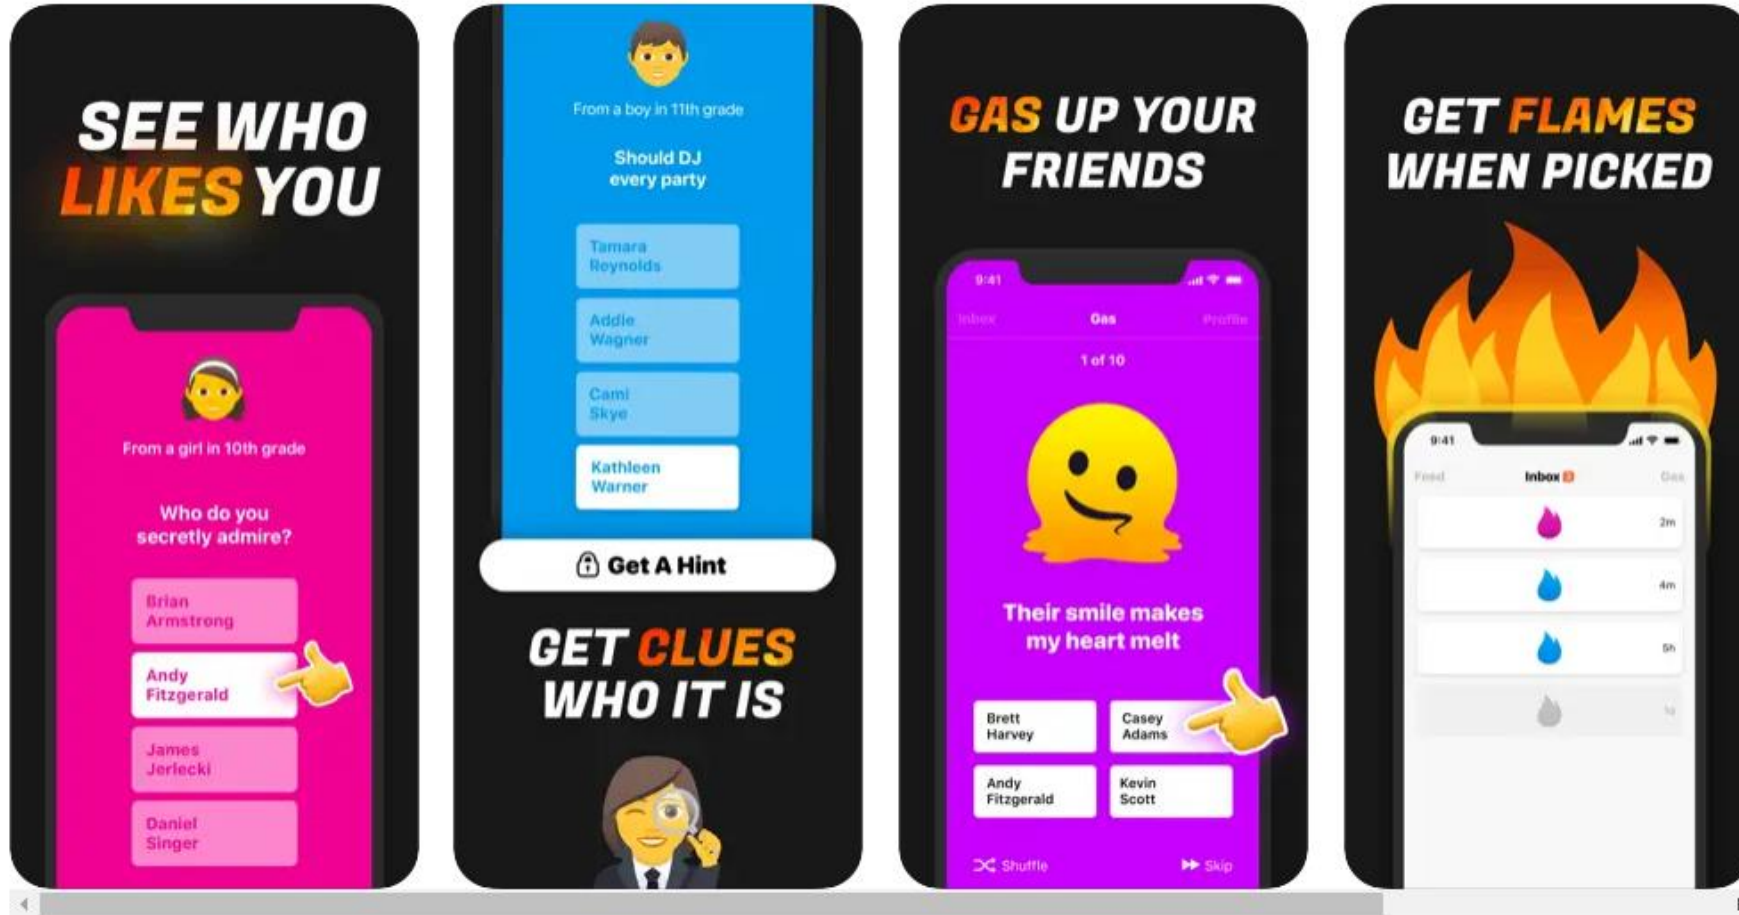 SEE WHO
LIKES YOU
From a girl in 10th grade
Who do you
secretly admire?
Brian
Armstrong
Andy
Fitzgerald
James
Jerlecki
Daniel
Singer
From a boy in 11th grade
Should DJ
every party
Tamara
Reynolds
Addie
Wagner
Cami
Skye
Kathleen
Warner
Get A Hint
GET CLUES
WHO IT IS
GAS UP YOUR
FRIENDS
9:41
Inbox Gas Profile
1 of 10
Their smile makes
my heart melt
Brett
Harvey
Casey
Adams
Andy
Fitzgerald
Kevin
Scott
Shuffle Skip
GET FLAMES
WHEN PICKED
9:41
Feed Inbox 3 Gas
2m
4m
5h